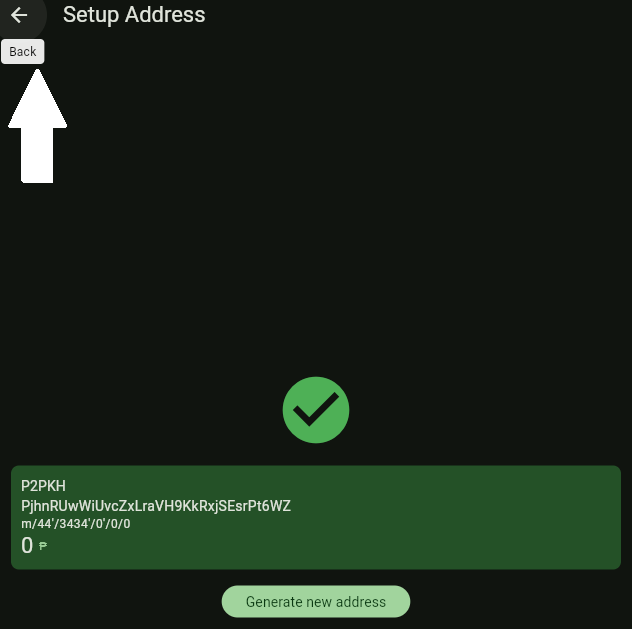 Setup Address
Back
P2PKH
PjhnRUwWiUvcZxLraVH9KkRxjSEsrPt6WZ
m/44'/3434'/0'/0/0
0 ₱
Generate new address